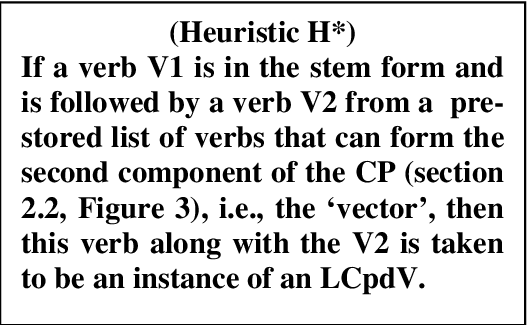 (Heuristic H*)
If a verb V1 is in the stem form and
is followed by a verb V2 from a pre-
stored list of verbs that can form the
second component of the CP (section
2.2, Figure 3), i.e., the ‘vector’, then
this verb along with the V2 is taken
to be an instance of an LCpdV.